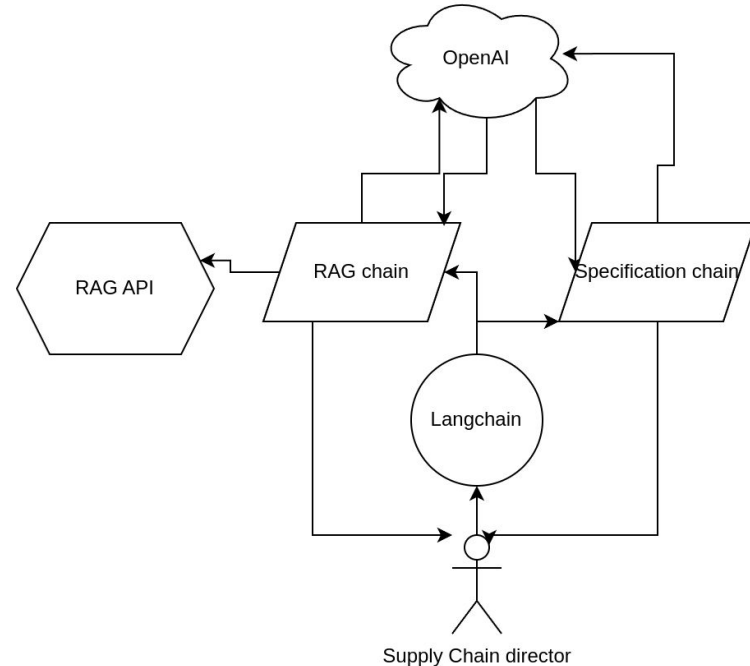 OpenAI
RAG API
RAG chain
Specification chain
Langchain
Supply Chain director